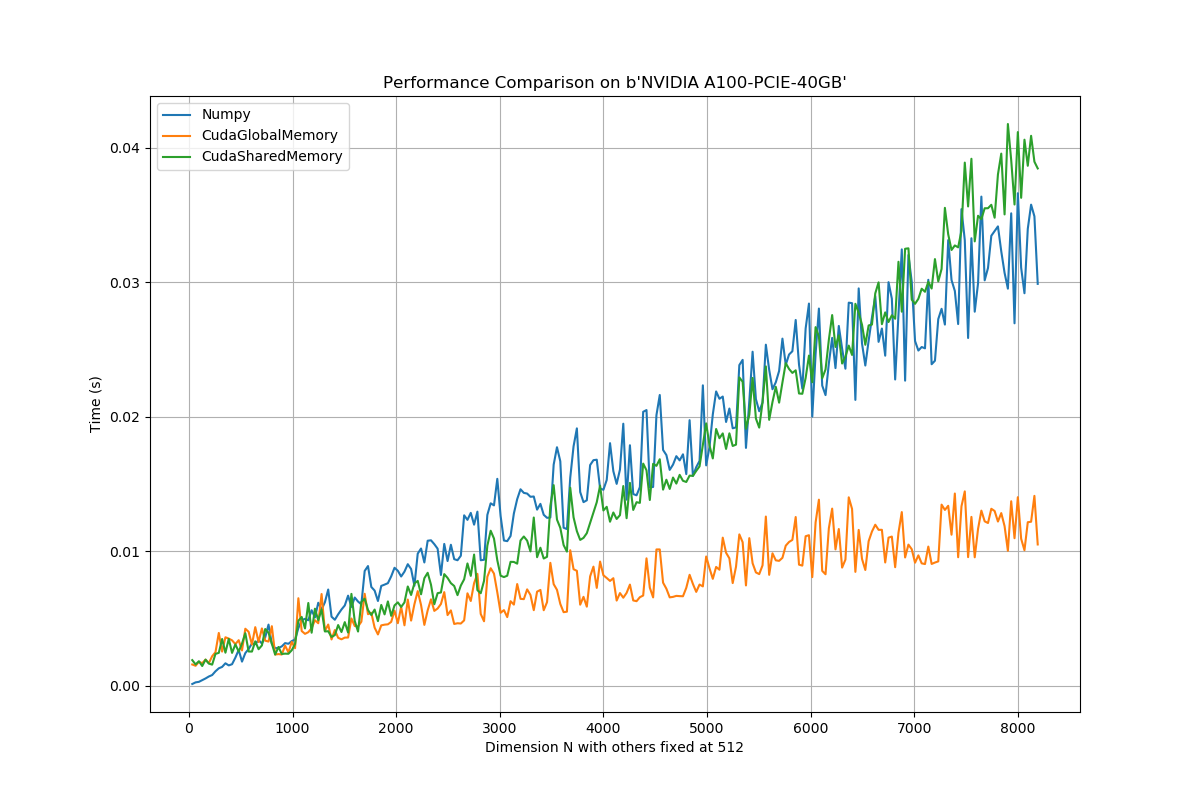 Performance Comparison on b'NVIDIA A100-PCIE-40GB'
Numpy
CudaGlobalMemory
CudaSharedMemory
0.04
0.03
0.02
0.01
0.00
Time (s)
0 1000 2000 3000 4000 5000 6000 7000 8000
Dimension N with others fixed at 512